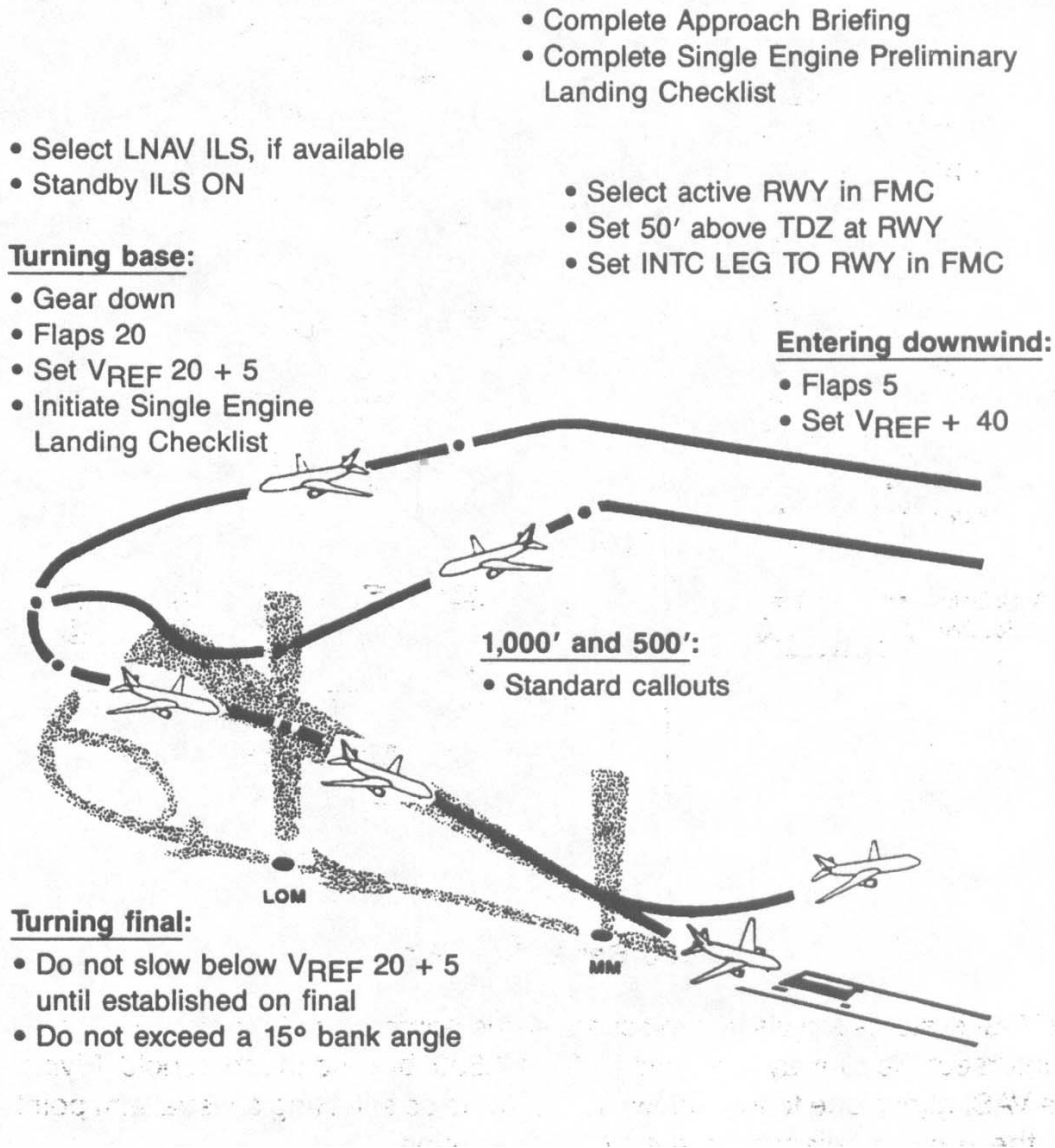 • Complete Approach Briefing
• Complete Single Engine Preliminary
Landing Checklist
• Select LNAV ILS, if available
• Standby ILS ON
• Select active RWY in FMC
• Set 50′ above TDZ at RWY
• Set INTC LEG TO RWY in FMC
Turning base:
• Gear down
• Flaps 20
• Set VREF 20 + 5
• Initiate Single Engine
Landing Checklist
Entering downwind:
• Flaps 5
• Set VREF + 40
1,000′ and 500′:
• Standard callouts
LOM
MM
Turning final:
• Do not slow below VREF 20 + 5
until established on final
• Do not exceed a 15° bank angle